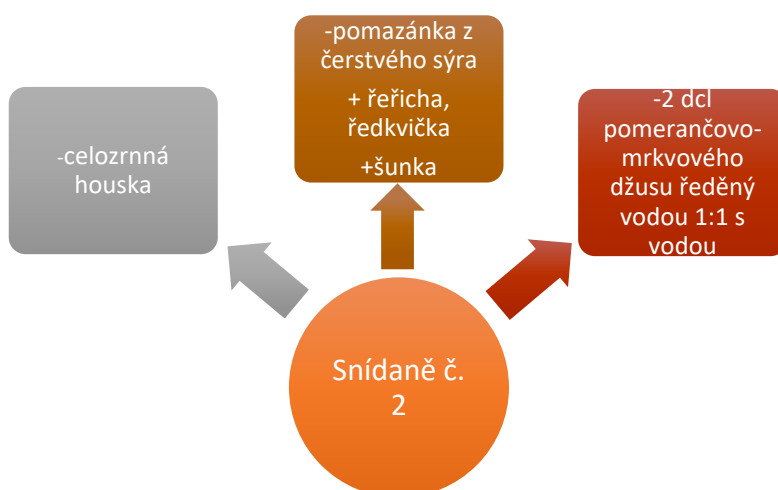 -celozrnná
houska
-pomazánka z
čerstvého sýra
+ řeřicha,
ředkvička
+šunka
-2 dcl
pomerančovo-
mrkvového
džusu ředěný
vodou 1:1 s
vodou
Snídaně č.
2